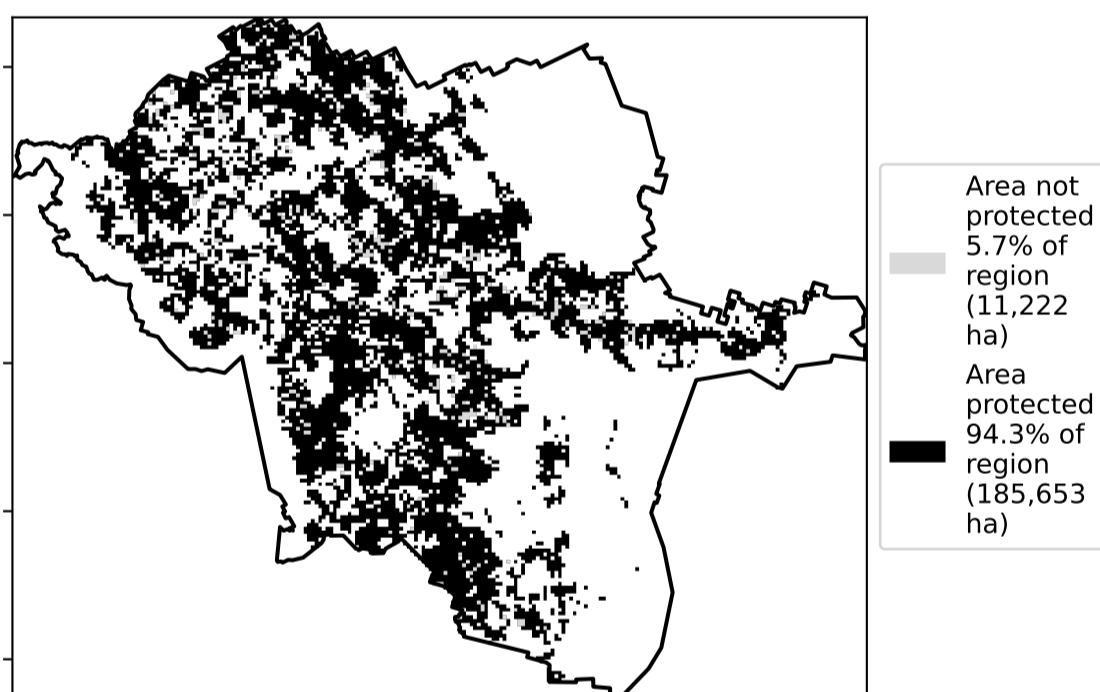 Area not
protected
5.7% of
region
(11,222
ha)
Area
protected
94.3% of
region
(185,653
ha)